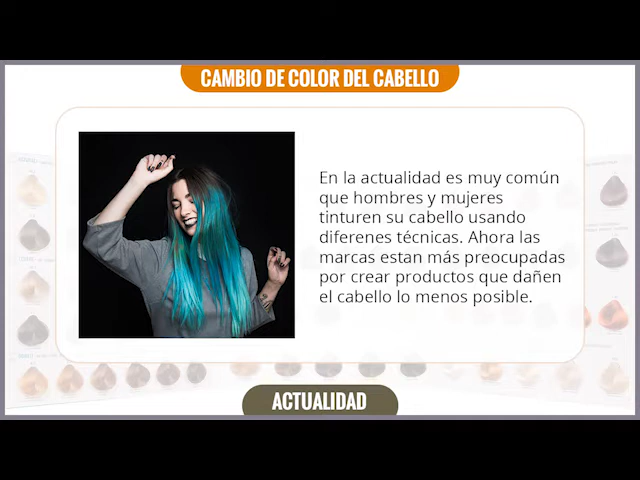 CAMBIO DE COLOR DEL CABELLO
En la actualidad es muy común
que hombres y mujeres
tinturen su cabello usando
diferenes técnicas. Ahora las
marcas estan más preocupadas
por crear productos que dañen
el cabello lo menos posible.
ACTUALIDAD